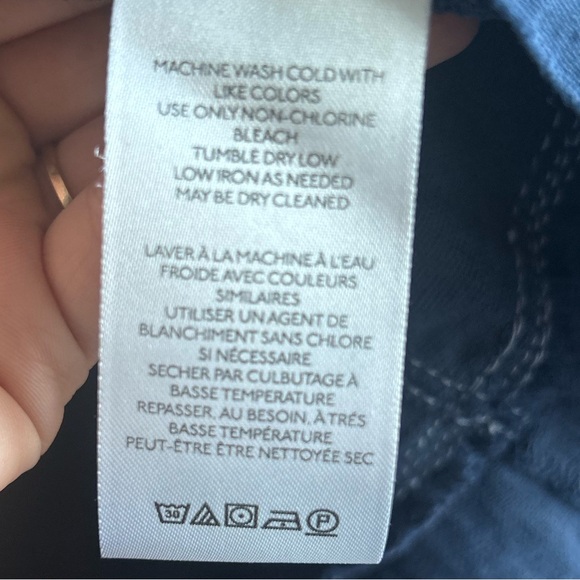 MACHINE WASH COLD WITH
LIKE COLORS
USE ONLY NON-CHLORINE
BLEACH
TUMBLE DRY LOW
LOW IRON AS NEEDED
MAY BE DRY CLEANED
LAVER À LA MACHINE À L'EAU
FROIDE AVEC COULEURS
SIMILAIRES
UTILISER UN AGENT DE
BLANCHIMENT SANS CHLORE
SI NÉCESSAIRE
SECHER PAR CULBUTAGE À
BASSE TEMPERATURE
REPASSER, AU BESOIN, À TRÉS
BASSE TEMPÉRATURE
PEUT-ÊTRE ÊTRE NETTOYÉE SEC
30 P